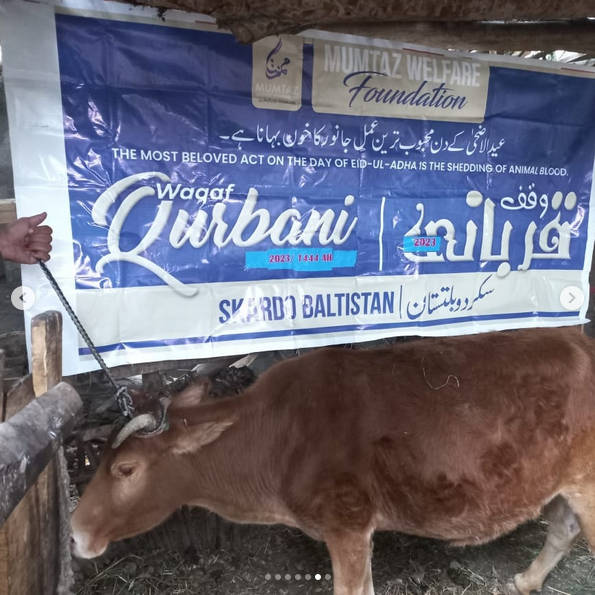 MUMTAZ
MUMTAZ WELFARE
Foundation
عیدالاضحیٰ کے دن محبوب ترین عمل جانور کا خون بہانا ہے۔
THE MOST BELOVED ACT ON THE DAY OF EID-UL-ADHA IS THE SHEDDING OF ANIMAL BLOOD.
Waqaf
Qurbani
2023 / 1444 AH
وقف
قربانی
2023
SKARDO BALTISTAN | سکردو بلتستان